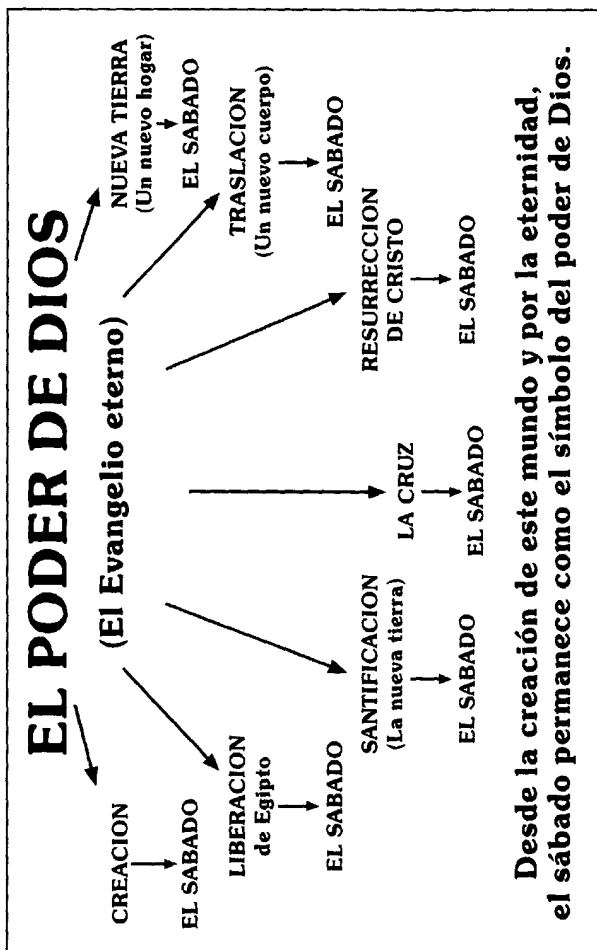 EL PODER DE DIOS
(El Evangelio eterno)
CREACION
EL SABADO
LIBERACION
de Egipto
EL SABADO
SANTIFICACION
(La nueva tierra)
EL SABADO
LA CRUZ
EL SABADO
RESURRECCION
DE CRISTO
EL SABADO
TRASLACION
(Un nuevo cuerpo)
EL SABADO
NUEVA TIERRA
(Un nuevo hogar)
EL SABADO
Desde la creación de este mundo y por la eternidad,
el sábado permanece como el símbolo del poder de Dios.